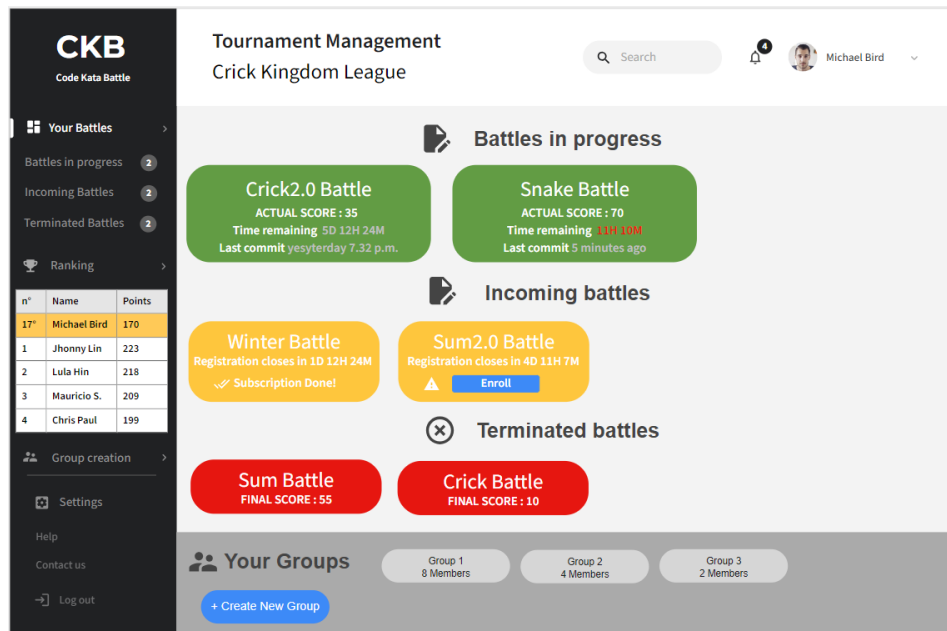 CKB
Code Kata Battle
Your Battles
Battles in progress 2
Incoming Battles 2
Terminated Battles 2
Ranking
n° Name Points
17° Michael Bird 170
1 Jhonny Lin 223
2 Lula Hin 218
3 Mauricio S. 209
4 Chris Paul 199
Group creation
Settings
Help
Contact us
Log out
Tournament Management
Crick Kingdom League
Search
4
Michael Bird
Battles in progress
Crick2.0 Battle
ACTUAL SCORE : 35
Time remaining 5D 12H 24M
Last commit yesyterday 7.32 p.m.
Snake Battle
ACTUAL SCORE : 70
Time remaining 11H 10M
Last commit 5 minutes ago
Incoming battles
Winter Battle
Registration closes in 1D 12H 24M
Subscription Done!
Sum2.0 Battle
Registration closes in 4D 11H 7M
Enroll
Terminated battles
Sum Battle
FINAL SCORE : 55
Crick Battle
FINAL SCORE : 10
Your Groups
Group 1
8 Members
Group 2
4 Members
Group 3
2 Members
+ Create New Group